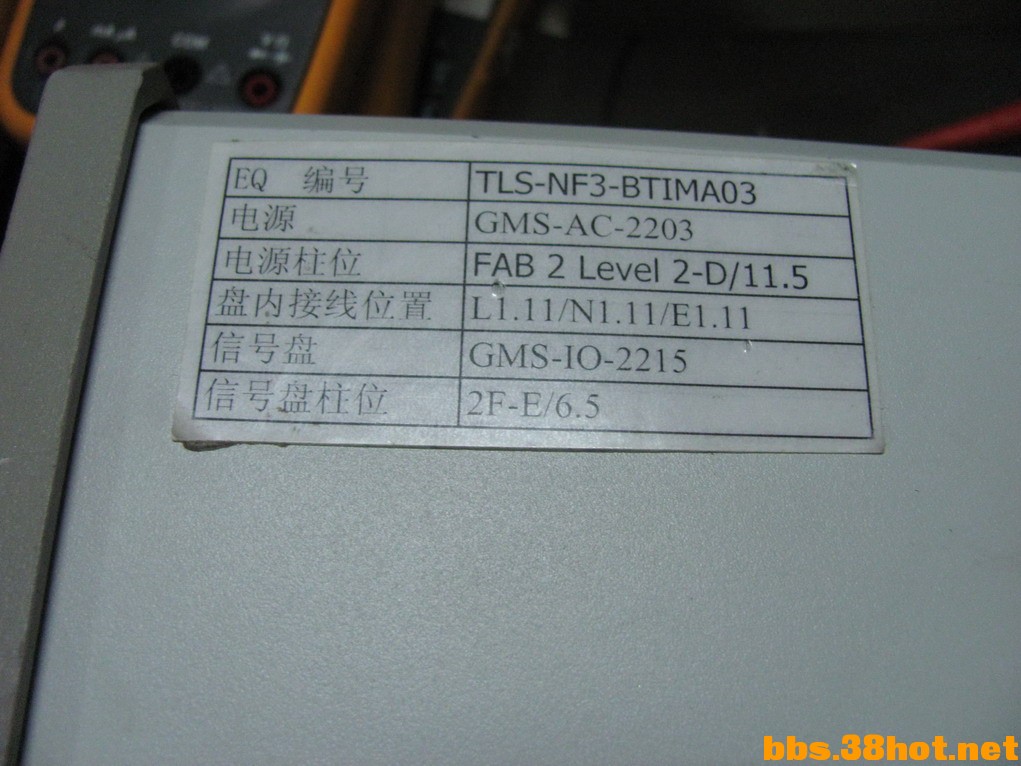 A mAμA COM
EQ 编号 TLS-NF3-BTIMA03
电源 GMS-AC-2203
电源柱位 FAB 2 Level 2-D/11.5
盘内接线位置 L1.11/N1.11/E1.11
信号盘 GMS-IO-2215
信号盘柱位 2F-E/6.5
bbs.38hot.net